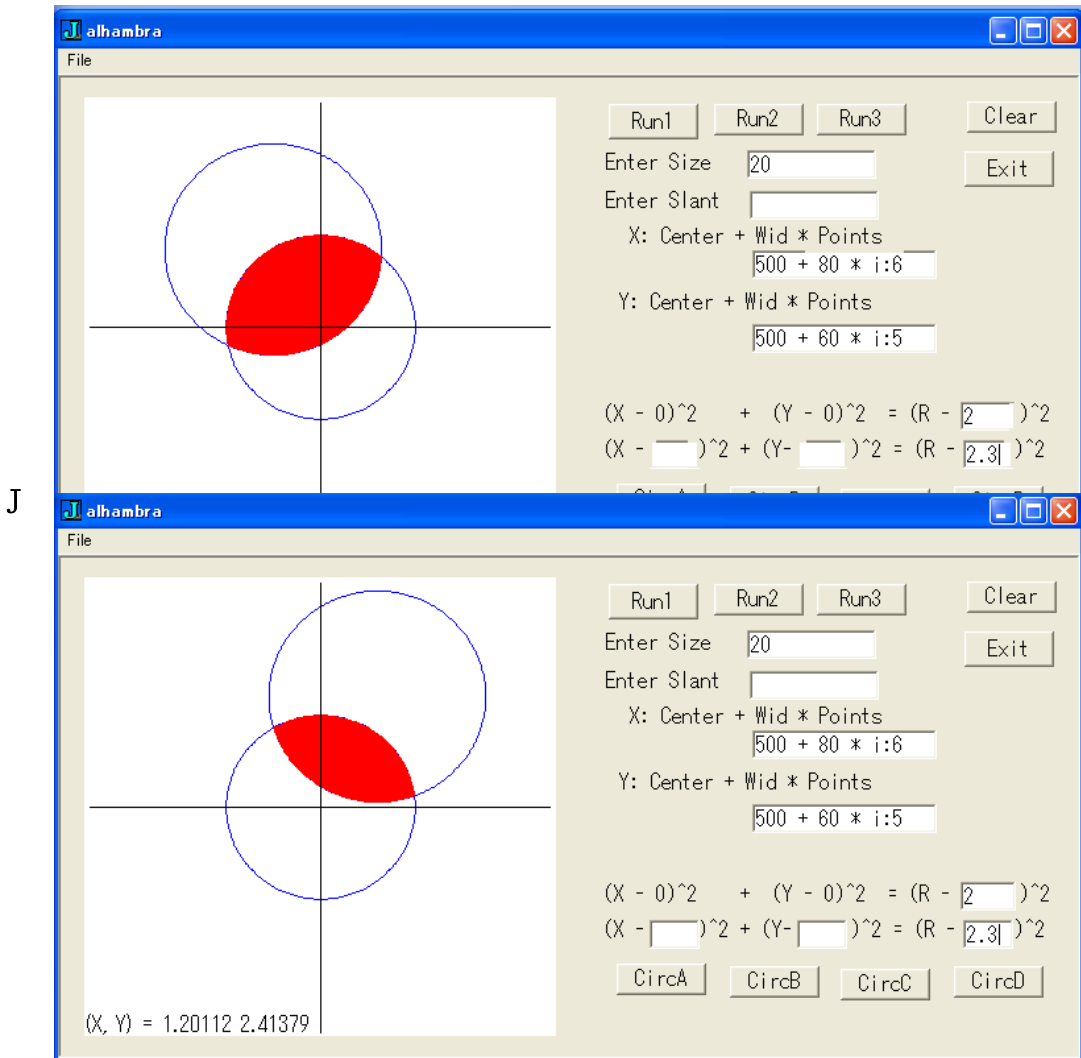 alhambra
File
Run1 Run2 Run3 Clear
Enter Size 20 Exit
Enter Slant
X: Center + Wid * Points
500 + 80 * i:6
Y: Center + Wid * Points
500 + 60 * i:5
(X - 0)^2 + (Y - 0)^2 = (R - 2 )^2
(X - )^2 + (Y- )^2 = (R - 2.3 )^2
J
alhambra
File
Run1 Run2 Run3 Clear
Enter Size 20 Exit
Enter Slant
X: Center + Wid * Points
500 + 80 * i:6
Y: Center + Wid * Points
500 + 60 * i:5
(X - 0)^2 + (Y - 0)^2 = (R - 2 )^2
(X - )^2 + (Y- )^2 = (R - 2.3 )^2
CircA CircB CircC CircD
(X, Y) = 1.20112 2.41379